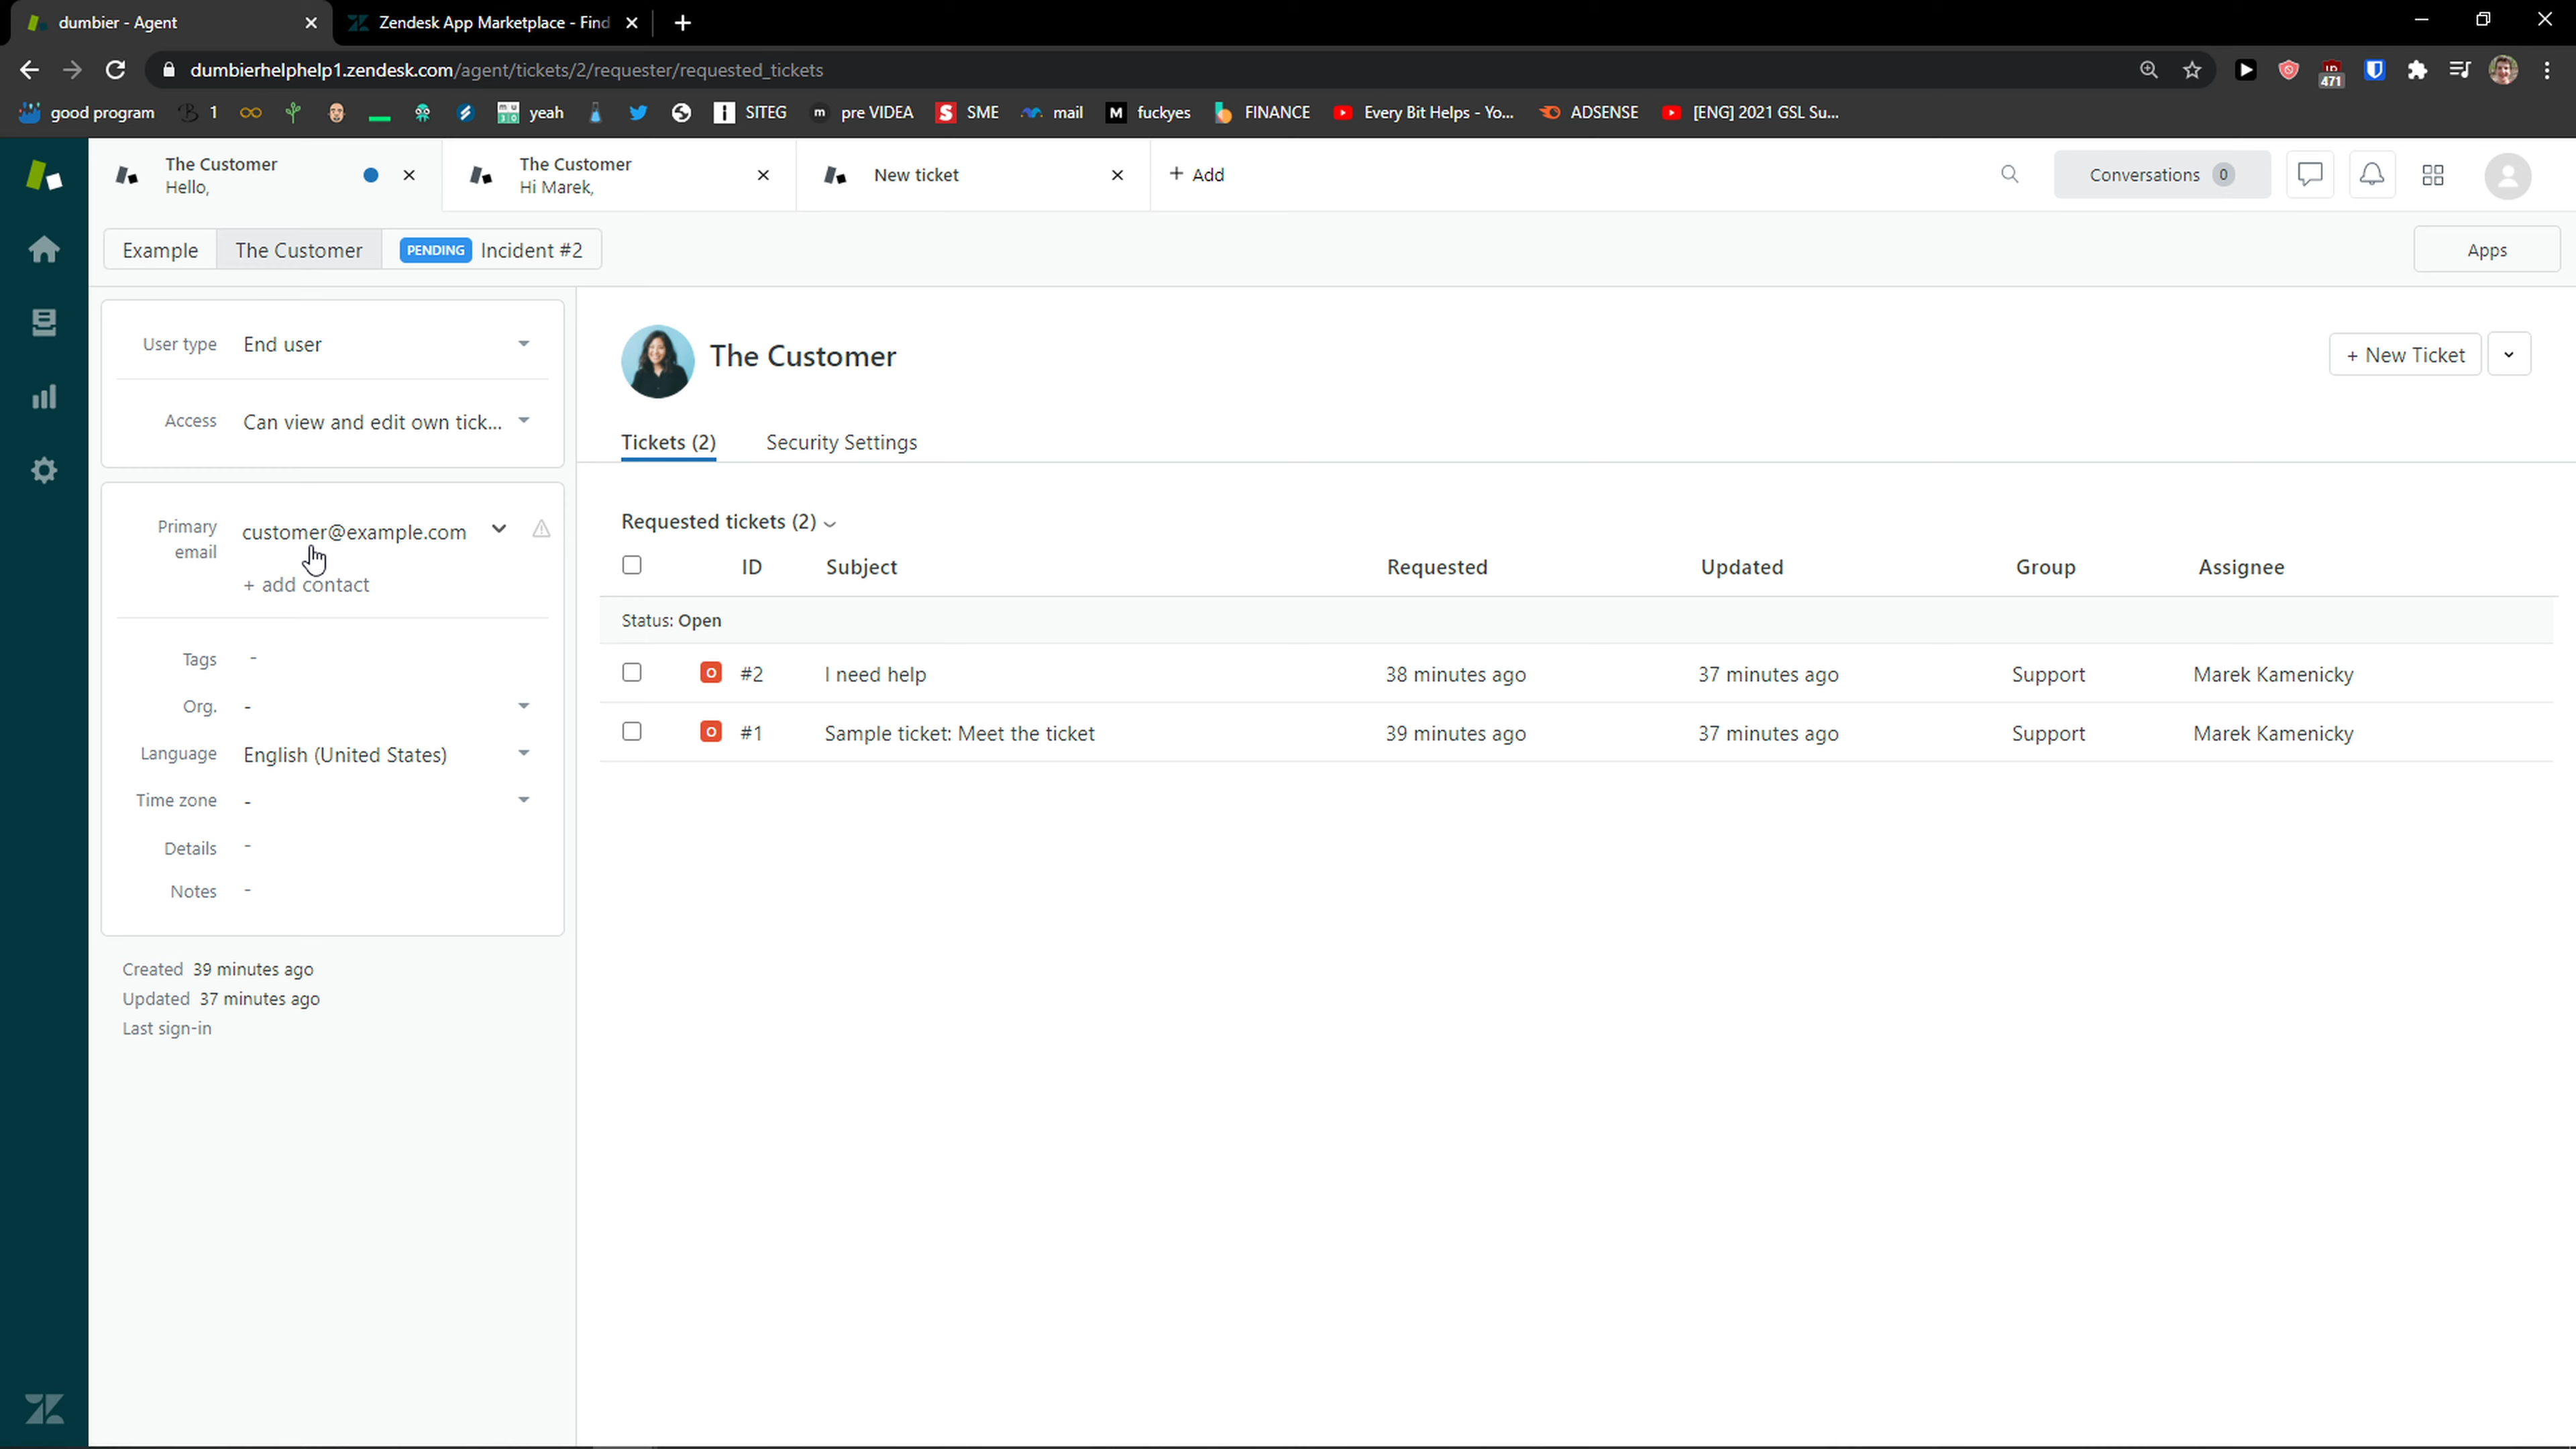 dumbier - Agent
Zendesk App Marketplace - Find
dumbierhelphelp1.zendesk.com/agent/tickets/2/requester/requested_tickets
471
good program
1
yeah
SITEG
pre VIDEA
SME
mail
fuckyes
FINANCE
Every Bit Helps - Yo...
ADSENSE
[ENG] 2021 GSL Su...
The Customer
Hello,
The Customer
Hi Marek,
New ticket
+ Add
Conversations 0
Example
The Customer
PENDING Incident #2
Apps
User type End user
Access Can view and edit own tick...
Primary email customer@example.com
+ add contact
Tags -
Org. -
Language English (United States)
Time zone -
Details -
Notes -
Created 39 minutes ago
Updated 37 minutes ago
Last sign-in
The Customer
+ New Ticket
Tickets (2) Security Settings
Requested tickets (2)
ID Subject Requested Updated Group Assignee
Status: Open
O #2 I need help 38 minutes ago 37 minutes ago Support Marek Kamenicky
O #1 Sample ticket: Meet the ticket 39 minutes ago 37 minutes ago Support Marek Kamenicky